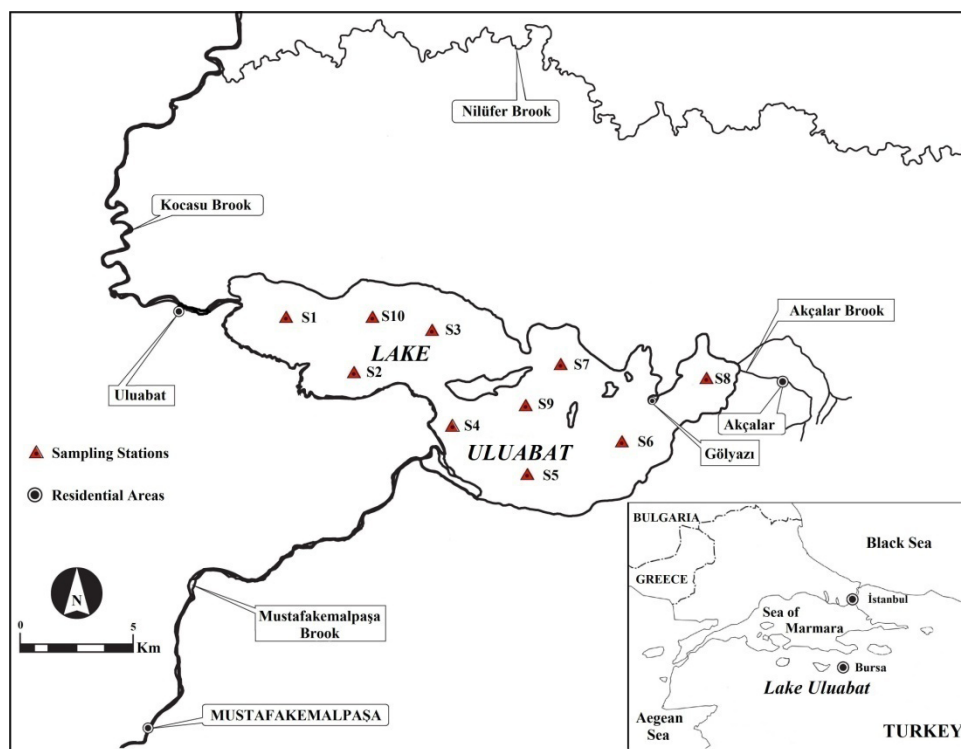 Nilüfer Brook
Kocasu Brook
Akçalar Brook
S1
S10
S3
LAKE
S7
S2
S8
Uluabat
S9
Akçalar
S4
S6
Gölyazı
ULUABAT
S5
Sampling Stations
Residential Areas
N
0
5
Km
Mustafakemalpaşa
Brook
MUSTAFAKEMALPAŞA
BULGARIA
Black Sea
GREECE
İstanbul
Sea of
Marmara
Bursa
Lake Uluabat
Aegean
Sea
TURKEY